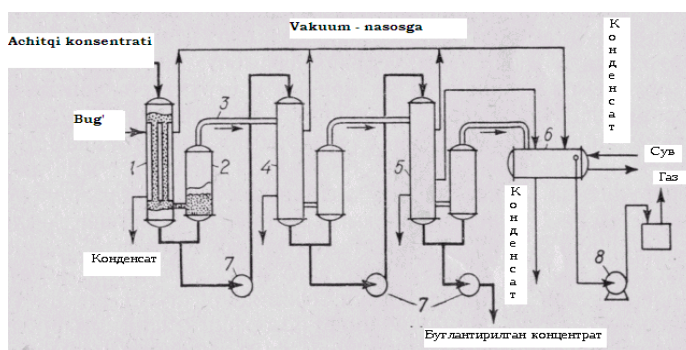 Vakuum - nasosga
Achitqi konsentrati
Конденсат
Bug'
1
2
3
4
5
6
Сув
Газ
Конденсат
Конденсат
7
7
8
Буглантирилган концентрат